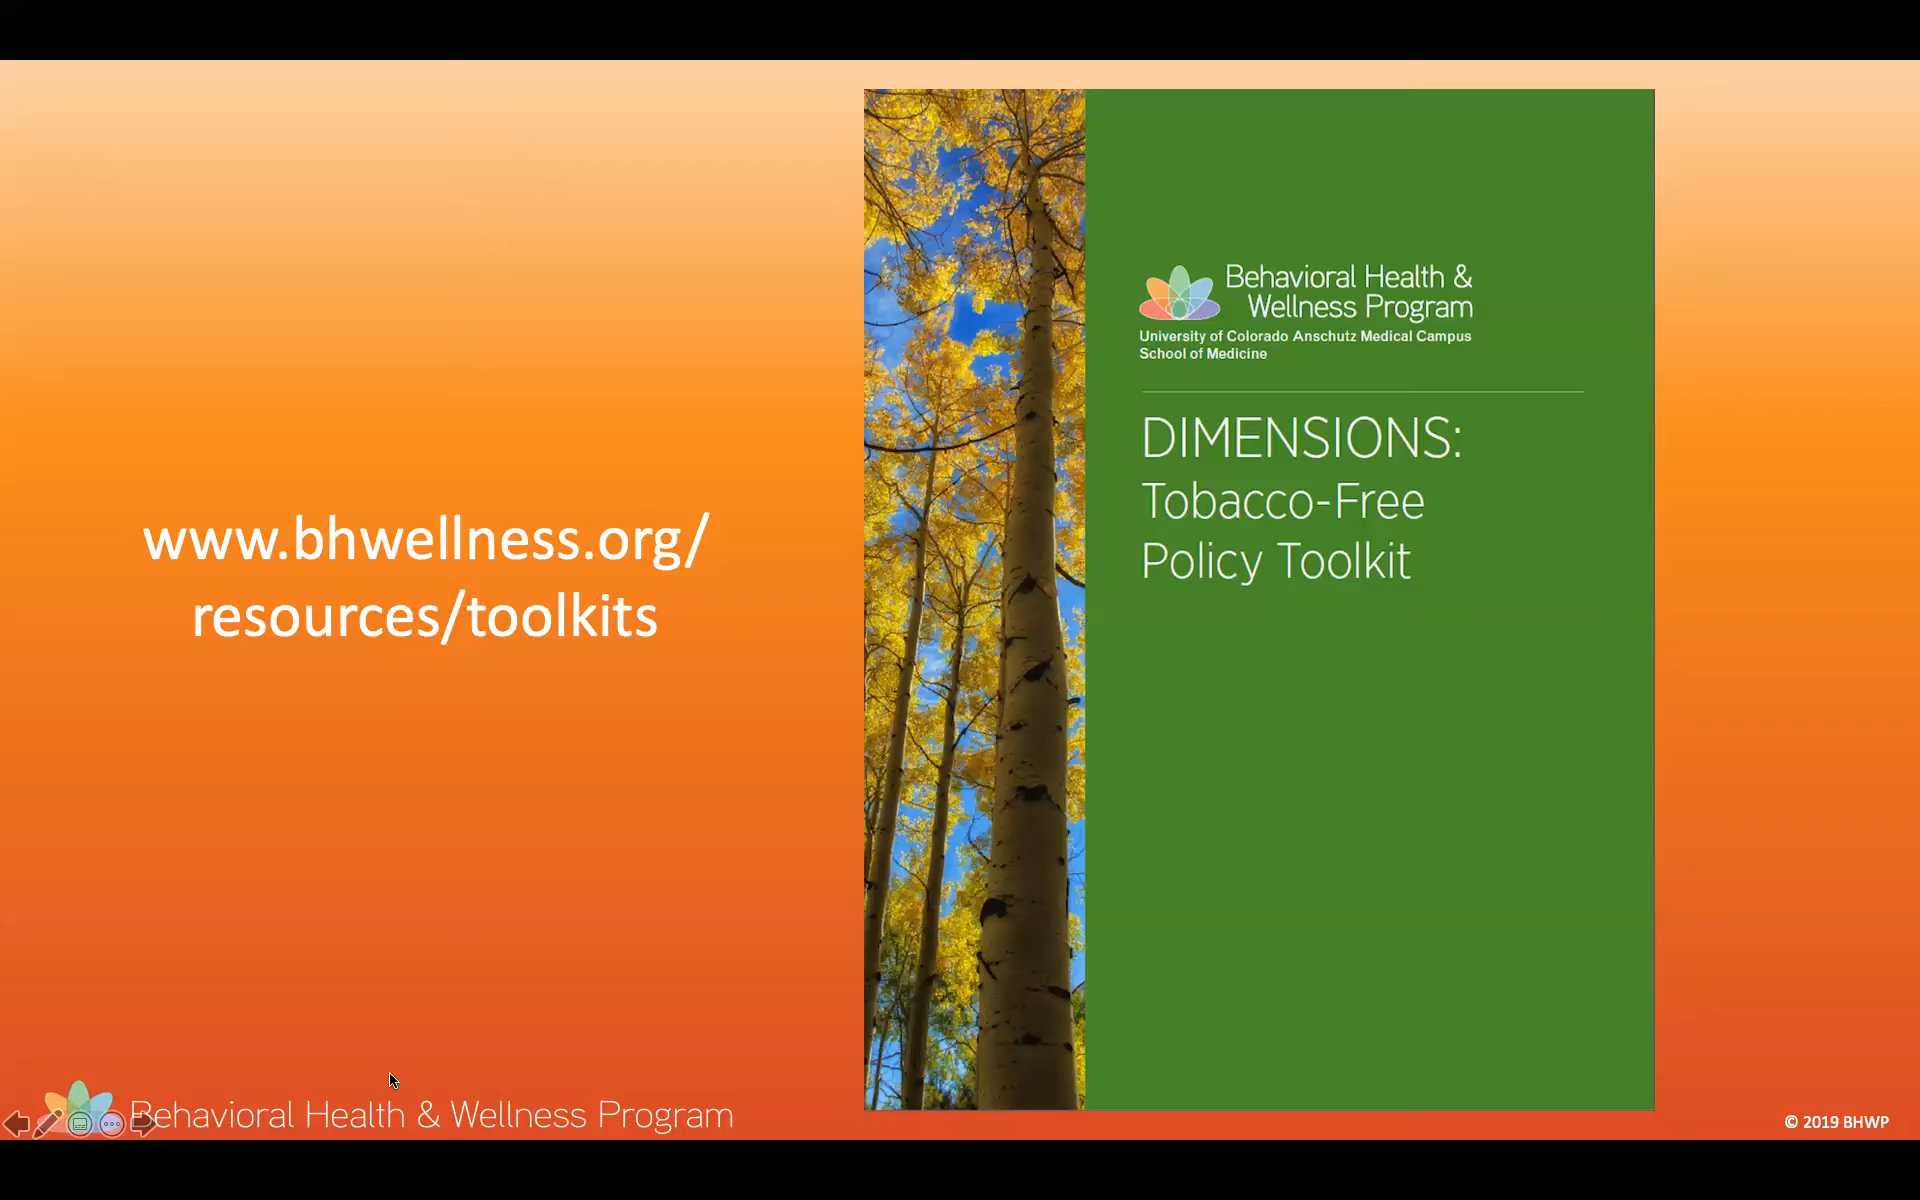 www.bhwellness.org/
resources/toolkits
Behavioral Health &
Wellness Program
University of Colorado Anschutz Medical Campus
School of Medicine
DIMENSIONS:
Tobacco-Free
Policy Toolkit
Behavioral Health & Wellness Program
© 2019 BHWP